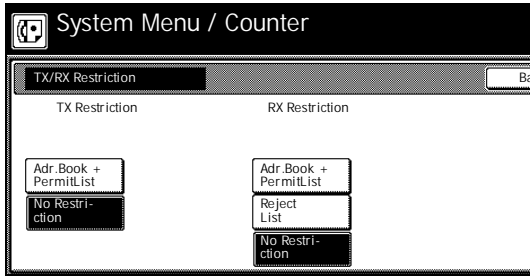 System Menu / Counter
TX/RX Restriction
Ba
TX Restriction
RX Restriction
Adr.Book +
PermitList
No Restri-
ction
Adr.Book +
PermitList
Reject
List
No Restri-
ction